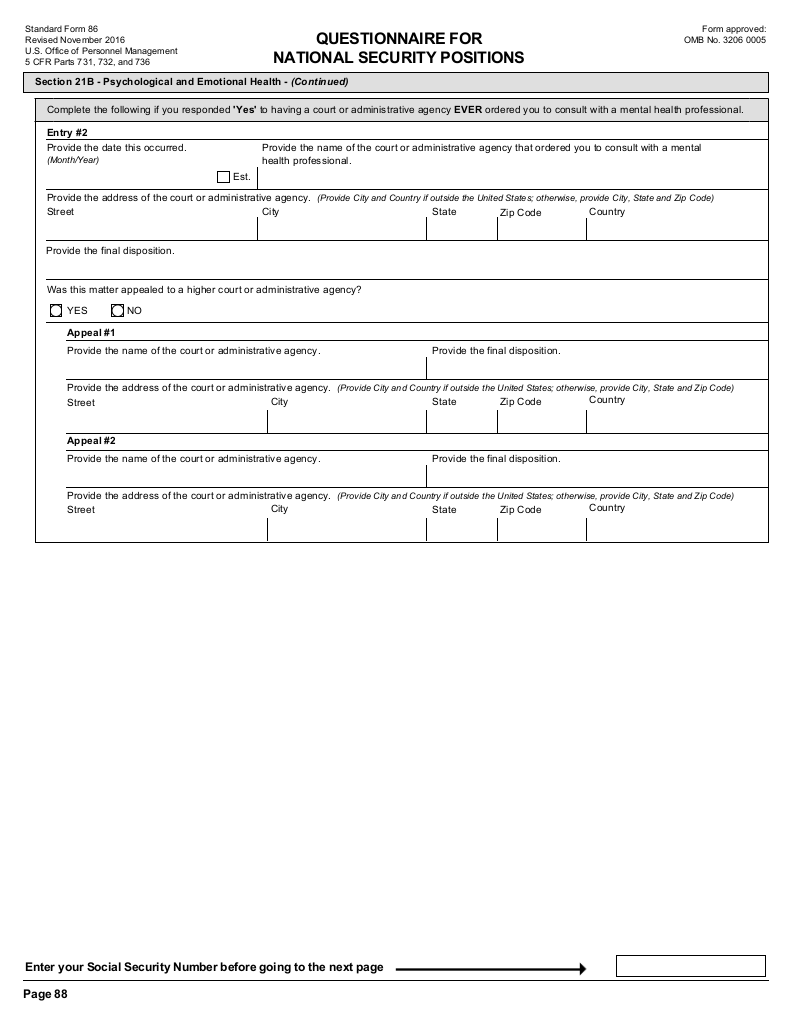 Standard Form 86
Revised November 2016
U.S. Office of Personnel Management
5 CFR Parts 731, 732, and 736
QUESTIONNAIRE FOR
NATIONAL SECURITY POSITIONS
Form approved:
OMB No. 3206 0005
Section 21B - Psychological and Emotional Health - (Continued)
Complete the following if you responded 'Yes' to having a court or administrative agency EVER ordered you to consult with a mental health professional.
Entry #2
Provide the date this occurred.
(Month/Year)
Est.
Provide the name of the court or administrative agency that ordered you to consult with a mental
health professional.
Provide the address of the court or administrative agency. (Provide City and Country if outside the United States; otherwise, provide City, State and Zip Code)
Street City State Zip Code Country
Provide the final disposition.
Was this matter appealed to a higher court or administrative agency?
YES NO
Appeal #1
Provide the name of the court or administrative agency. Provide the final disposition.
Provide the address of the court or administrative agency. (Provide City and Country if outside the United States; otherwise, provide City, State and Zip Code)
Street City State Zip Code Country
Appeal #2
Provide the name of the court or administrative agency. Provide the final disposition.
Provide the address of the court or administrative agency. (Provide City and Country if outside the United States; otherwise, provide City, State and Zip Code)
Street City State Zip Code Country
Enter your Social Security Number before going to the next page
Page 88